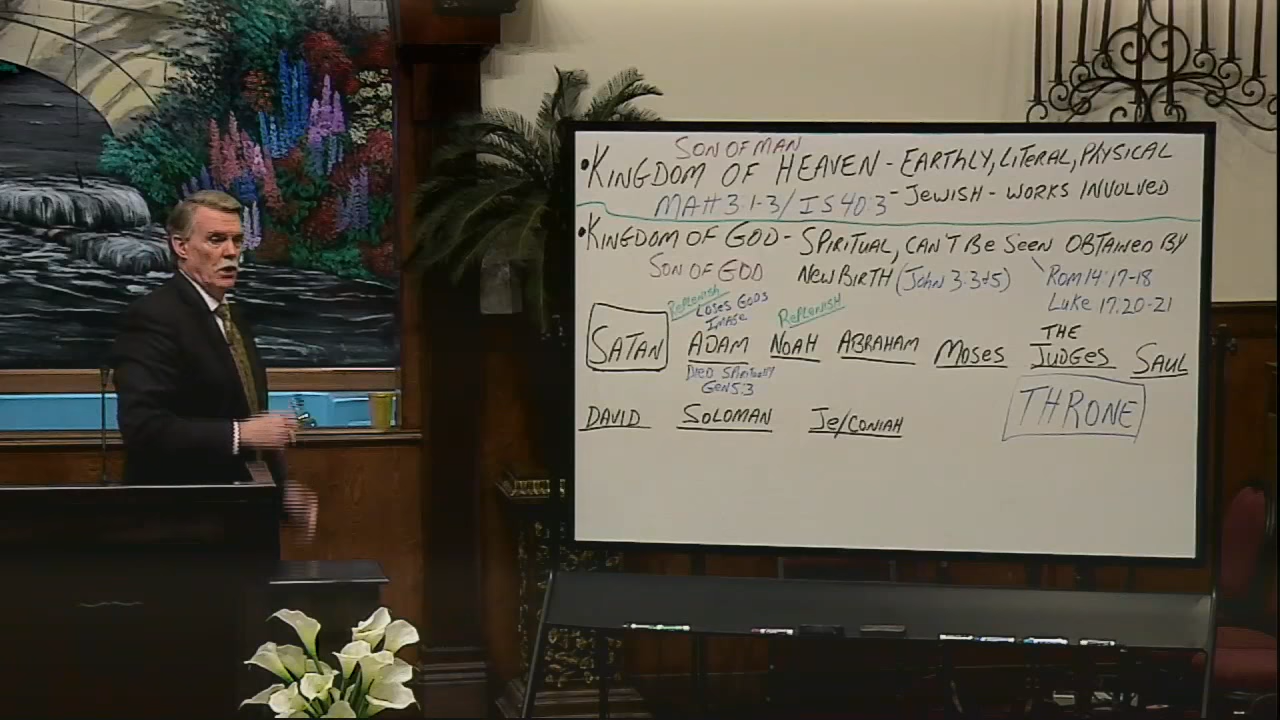 SON OF MAN
•KINGDOM OF HEAVEN - EARTHLY, LITERAL, PHYSICAL
MATT 3:1-3/ IS 40:3 - JEWISH - WORKS INVOLVED
•KINGDOM OF GOD - SPIRITUAL, CAN'T BE SEEN OBTAINED BY
SON OF GOD NEW BIRTH (JOHN 3:3+5) ROM 14:17-18
LUKE 17:20-21
REPLENISH LOSES GODS REPLENISH
IMAGE
SATAN ADAM NOAH ABRAHAM MOSES THE JUDGES SAUL
DIED SPIRITUALLY
GEN 5:3
THRONE
DAVID SOLOMAN JE/CONIAH